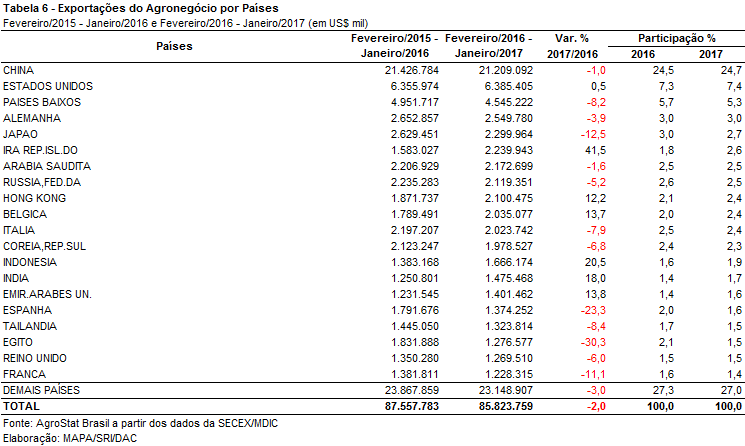 Tabela 6 - Exportações do Agronegócio por Países
Fevereiro/2015 - Janeiro/2016 e Fevereiro/2016 - Janeiro/2017 (em US$ mil)
Países Fevereiro/2015 - Janeiro/2016 Fevereiro/2016 - Janeiro/2017 Var. % 2017/2016 Participação % 2016 2017
CHINA 21.426.784 21.209.092 -1,0 24,5 24,7
ESTADOS UNIDOS 6.355.974 6.385.405 0,5 7,3 7,4
PAISES BAIXOS 4.951.717 4.545.222 -8,2 5,7 5,3
ALEMANHA 2.652.857 2.549.780 -3,9 3,0 3,0
JAPAO 2.629.451 2.299.964 -12,5 3,0 2,7
IRA REP.ISL.DO 1.583.027 2.239.943 41,5 1,8 2,6
ARABIA SAUDITA 2.206.929 2.172.699 -1,6 2,5 2,5
RUSSIA,FED.DA 2.235.283 2.119.351 -5,2 2,6 2,5
HONG KONG 1.871.737 2.100.475 12,2 2,1 2,4
BELGICA 1.789.491 2.035.077 13,7 2,0 2,4
ITALIA 2.197.207 2.023.742 -7,9 2,5 2,4
COREIA,REP.SUL 2.123.247 1.978.527 -6,8 2,4 2,3
INDONESIA 1.383.168 1.666.174 20,5 1,6 1,9
INDIA 1.250.801 1.475.468 18,0 1,4 1,7
EMIR.ARABES UN. 1.231.545 1.401.462 13,8 1,4 1,6
ESPANHA 1.791.676 1.374.252 -23,3 2,0 1,6
TAILANDIA 1.445.050 1.323.814 -8,4 1,7 1,5
EGITO 1.831.888 1.276.577 -30,3 2,1 1,5
REINO UNIDO 1.350.280 1.269.510 -6,0 1,5 1,5
FRANCA 1.381.811 1.228.315 -11,1 1,6 1,4
DEMAIS PAÍSES 23.867.859 23.148.907 -3,0 27,3 27,0
TOTAL 87.557.783 85.823.759 -2,0 100,0 100,0
Fonte: AgroStat Brasil a partir dos dados da SECEX/MDIC
Elaboração: MAPA/SRI/DAC